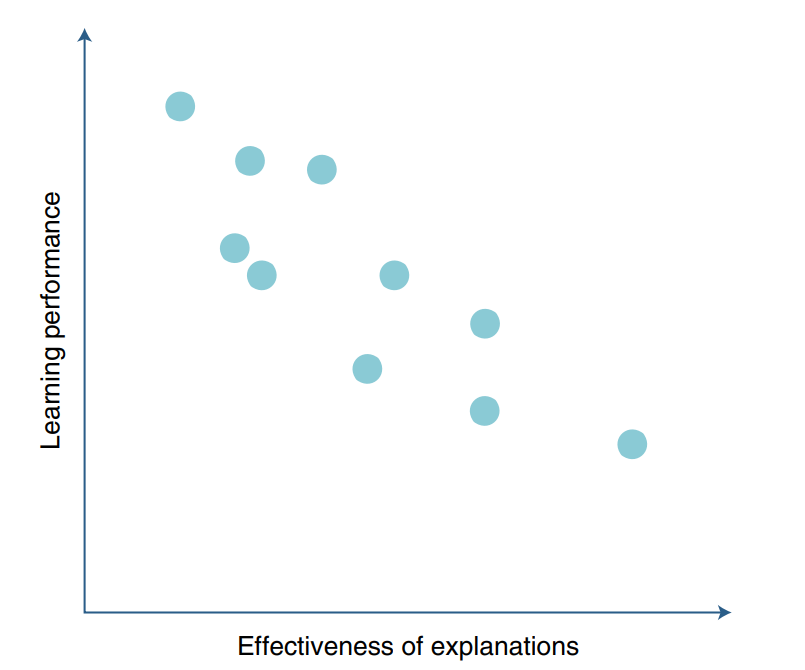 Learning performance
Effectiveness of explanations